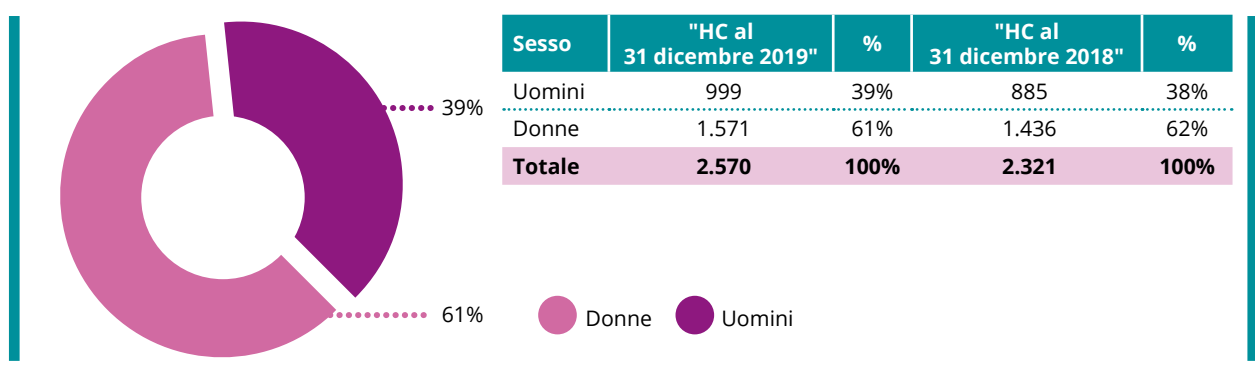 39%
61%
Sesso "HC al 31 dicembre 2019" % "HC al 31 dicembre 2018" %
Uomini 999 39% 885 38%
Donne 1.571 61% 1.436 62%
Totale 2.570 100% 2.321 100%
Donne Uomini